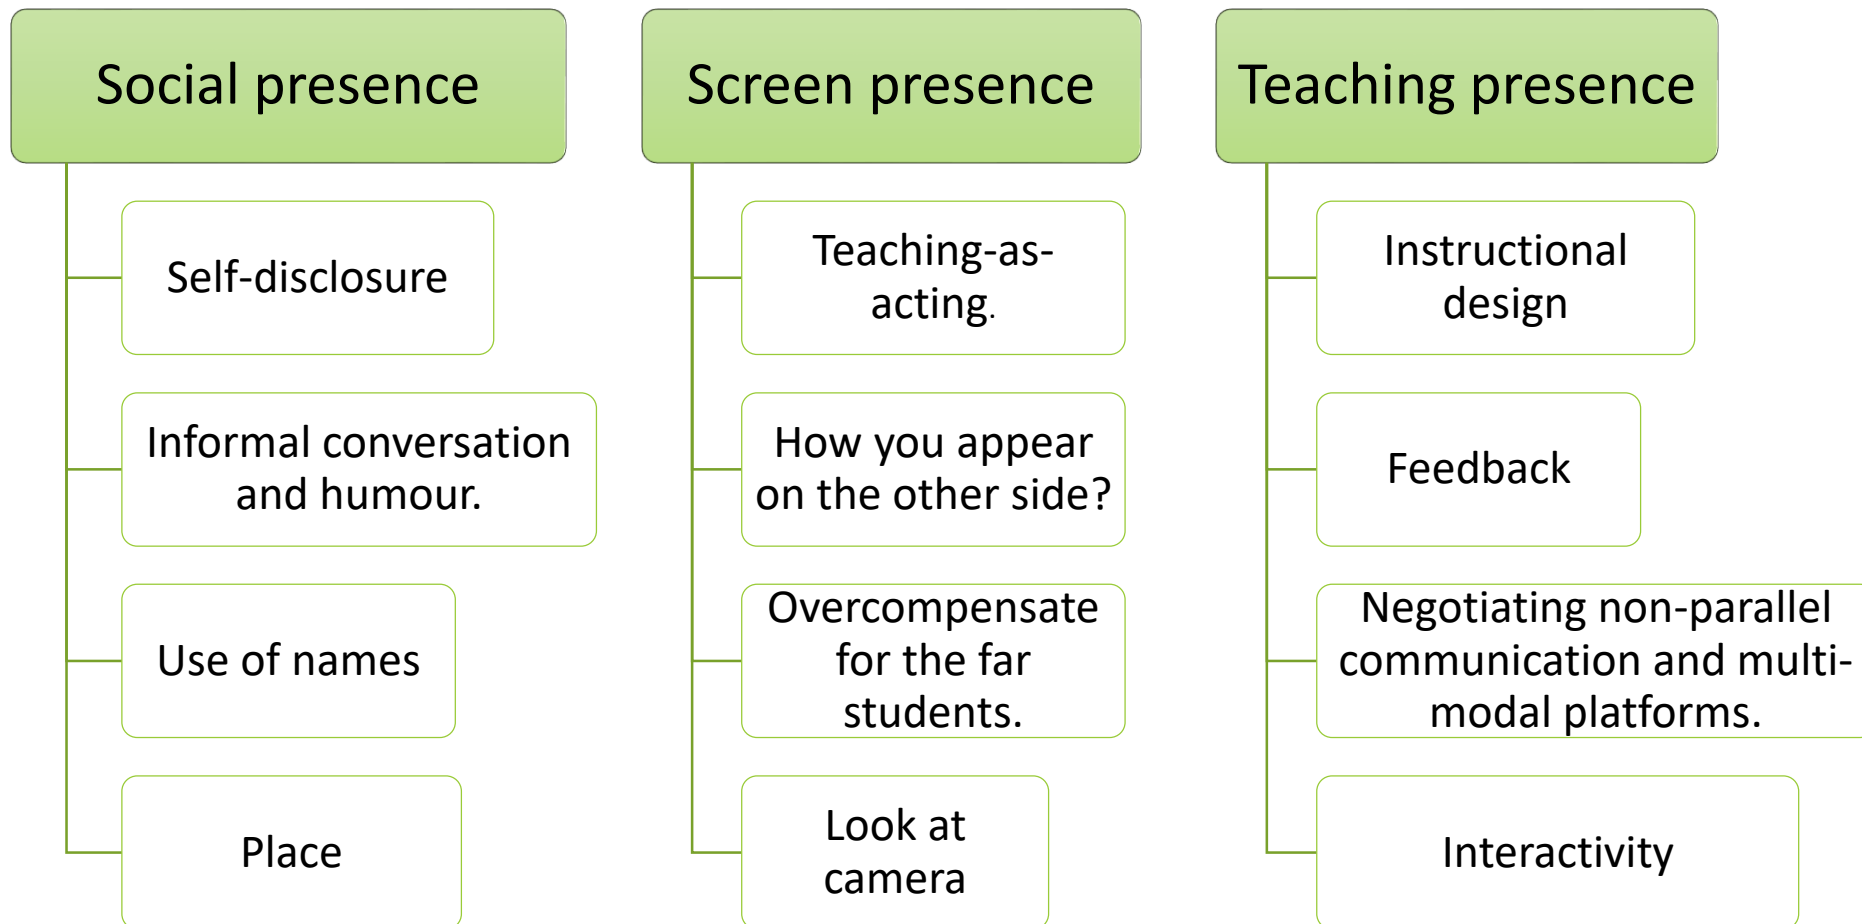 Social presence
Self-disclosure
Informal conversation
and humour.
Use of names
Place
Screen presence
Teaching-as-
acting.
How you appear
on the other side?
Overcompensate
for the far
students.
Look at
camera
Teaching presence
Instructional
design
Feedback
Negotiating non-parallel
communication and multi-
modal platforms.
Interactivity